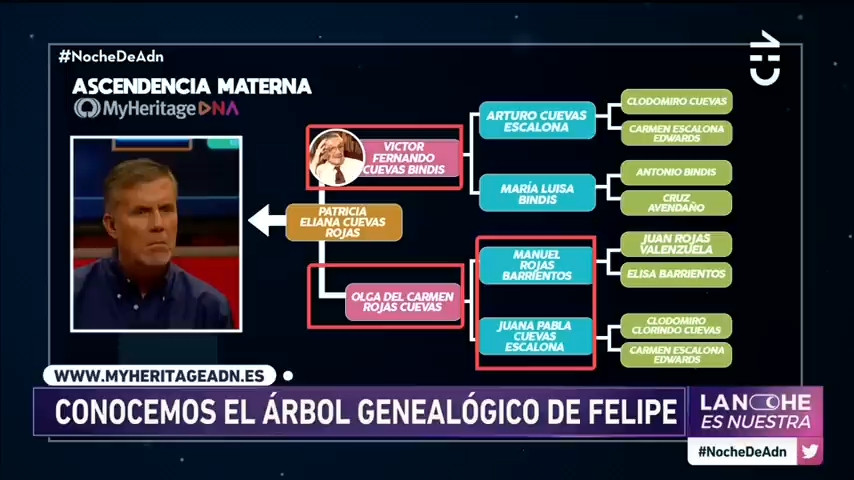 #NocheDeAdn
CHV
ASCENDENCIA MATERNA
MyHeritage DNA
VICTOR
FERNANDO
CUEVAS BINDIS
PATRICIA
ELIANA CUEVAS
ROJAS
OLGA DEL CARMEN
ROJAS CUEVAS
ARTURO CUEVAS
ESCALONA
MARÍA LUISA
BINDIS
MANUEL
ROJAS
BARRIENTOS
JUANA PABLA
CUEVAS
ESCALONA
CLODOMIRO CUEVAS
CARMEN ESCALONA
EDWARDS
ANTONIO BINDIS
CRUZ
AVENDAÑO
JUAN ROJAS
VALENZUELA
ELISA BARRIENTOS
CLODOMIRO
CLORINDO CUEVAS
CARMEN ESCALONA
EDWARDS
WWW.MYHERITAGEADN.ES
CONOCEMOS EL ÁRBOL GENEALÓGICO DE FELIPE
LA NOCHE
ES NUESTRA
#NocheDeAdn